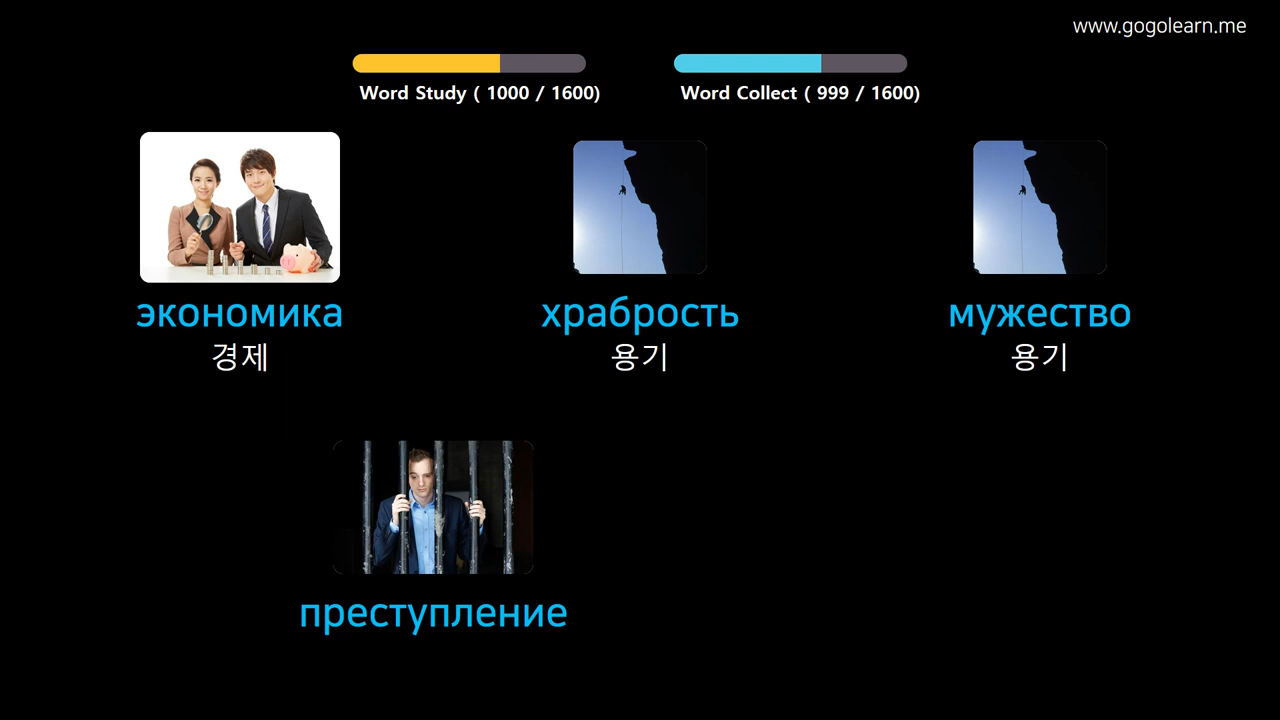 www.gogolearn.me
Word Study ( 1000 / 1600)
Word Collect ( 999 / 1600)
экономика
경제
храбрость
용기
мужество
용기
преступление